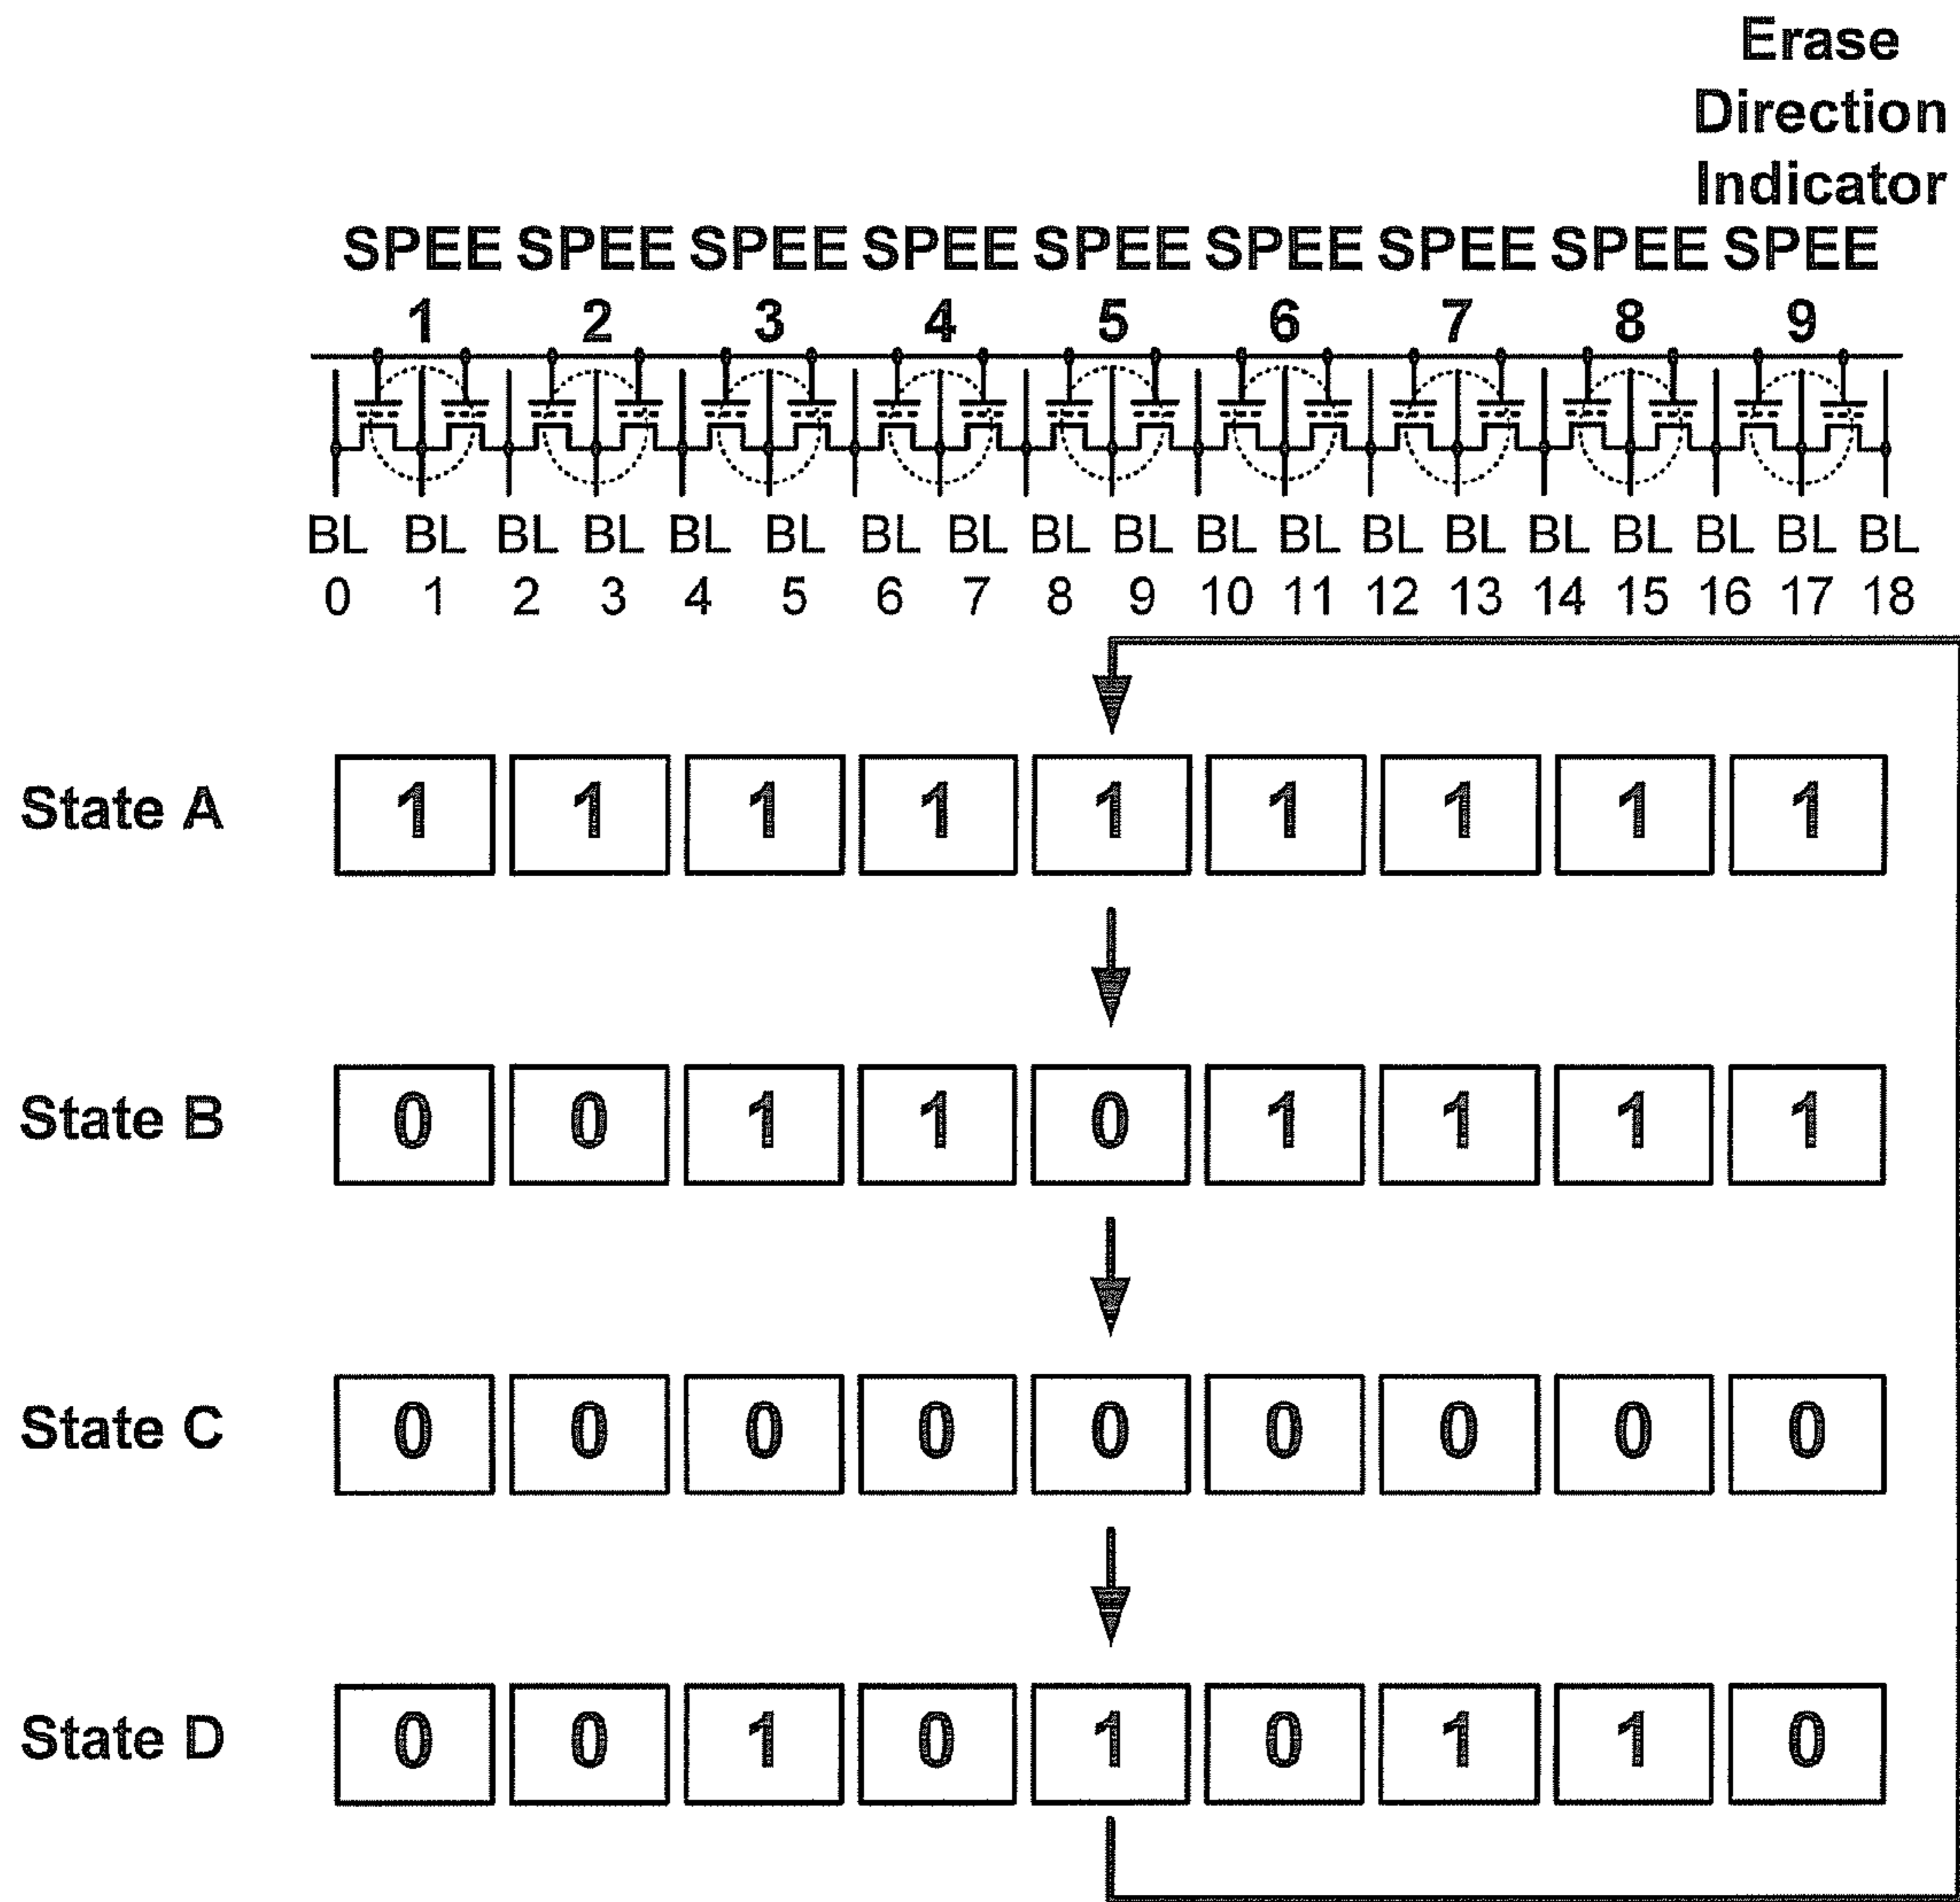 Erase
Direction
Indicator
SPEE SPEE SPEE SPEE SPEE SPEE SPEE SPEE SPEE
1 2 3 4 5 6 7 8 9
BL BL BL BL BL BL BL BL BL BL BL BL BL BL BL BL BL BL BL
0 1 2 3 4 5 6 7 8 9 10 11 12 13 14 15 16 17 18
State A 1 1 1 1 1 1 1 1 1
State B 0 0 1 1 0 1 1 1 1
State C 0 0 0 0 0 0 0 0 0
State D 0 0 1 0 1 0 1 1 0